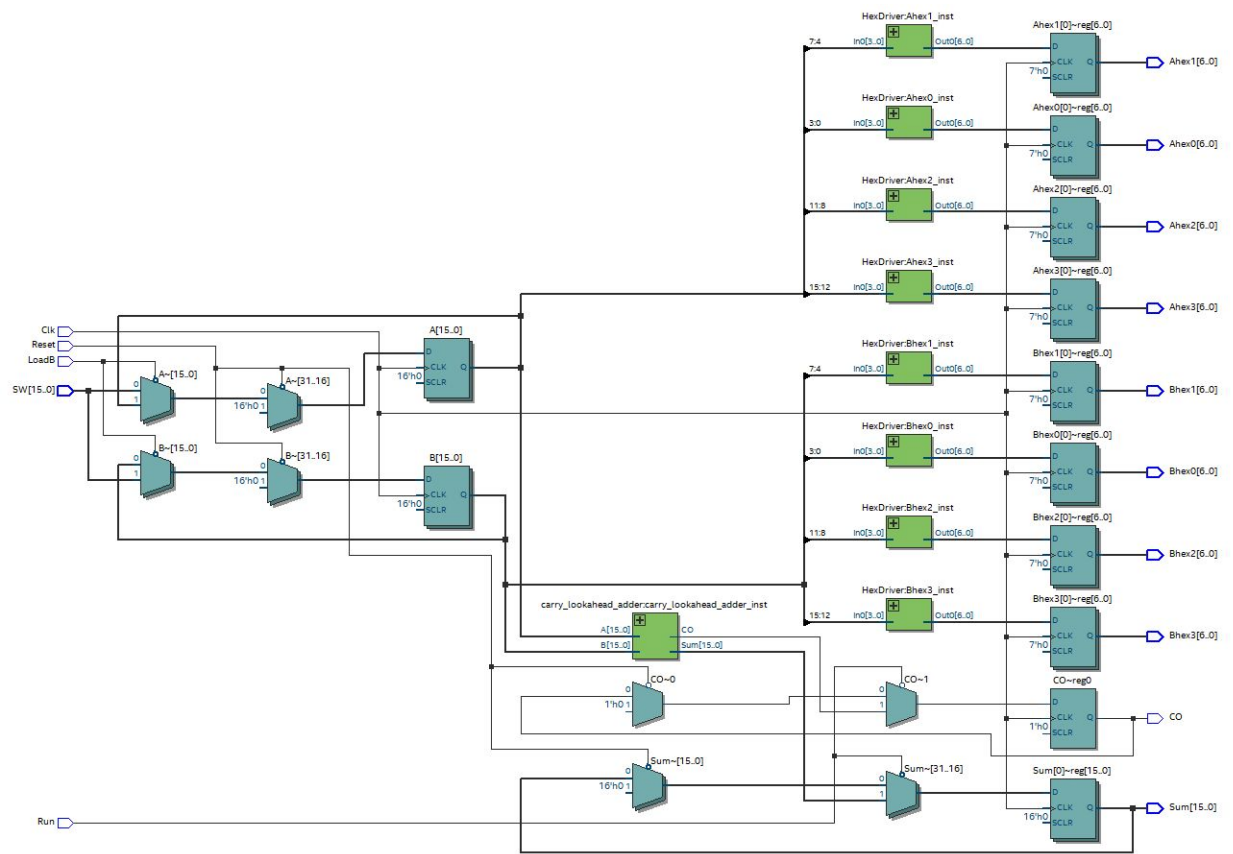 HexDriver:Ahex1_inst
Ahex1[0]~reg[6..0]
7:4 In0[3..0] Out0[6..0] D CLK Q 7'h0 SCLR Ahex1[6..0]
HexDriver:Ahex0_inst
Ahex0[0]~reg[6..0]
3:0 In0[3..0] Out0[6..0] D CLK Q 7'h0 SCLR Ahex0[6..0]
HexDriver:Ahex2_inst
Ahex2[0]~reg[6..0]
11:8 In0[3..0] Out0[6..0] D CLK Q 7'h0 SCLR Ahex2[6..0]
HexDriver:Ahex3_inst
Ahex3[0]~reg[6..0]
15:12 In0[3..0] Out0[6..0] D CLK Q 7'h0 SCLR Ahex3[6..0]
Clk
Reset
LoadB
SW[15..0]
A~[15..0]
0
1
A~[31..16]
0
16'h0 1
A[15..0]
D
CLK Q
16'h0 SCLR
B~[15..0]
0
1
B~[31..16]
0
16'h0 1
B[15..0]
D
CLK Q
16'h0 SCLR
HexDriver:Bhex1_inst
Bhex1[0]~reg[6..0]
7:4 In0[3..0] Out0[6..0] D CLK Q 7'h0 SCLR Bhex1[6..0]
HexDriver:Bhex0_inst
Bhex0[0]~reg[6..0]
3:0 In0[3..0] Out0[6..0] D CLK Q 7'h0 SCLR Bhex0[6..0]
HexDriver:Bhex2_inst
Bhex2[0]~reg[6..0]
11:8 In0[3..0] Out0[6..0] D CLK Q 7'h0 SCLR Bhex2[6..0]
HexDriver:Bhex3_inst
Bhex3[0]~reg[6..0]
15:12 In0[3..0] Out0[6..0] D CLK Q 7'h0 SCLR Bhex3[6..0]
carry_lookahead_adder:carry_lookahead_adder_inst
A[15..0] CO
B[15..0] Sum[15..0]
CO~0
0
1'h0 1
CO~1
0
1
CO~reg0
D
CLK Q
1'h0 SCLR
CO
Sum~[15..0]
0
16'h0 1
Sum~[31..16]
0
1
Sum[0]~reg[15..0]
D
CLK Q
16'h0 SCLR
Sum[15..0]
Run